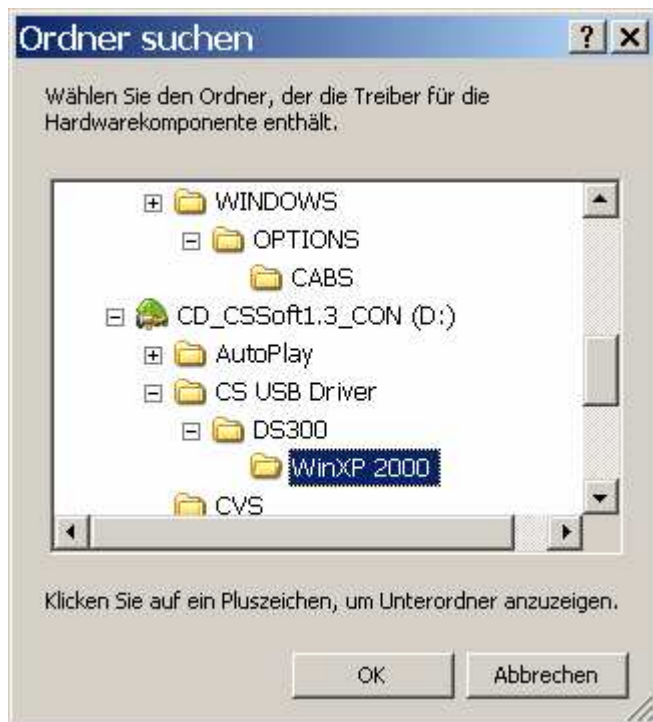 Ordner suchen
Wählen Sie den Ordner, der die Treiber für die
Hardwarekomponente enthält.
WINDOWS
OPTIONS
CABS
CD_CSSoft1.3_CON (D:)
AutoPlay
CS USB Driver
DS300
WinXP 2000
CVS
Klicken Sie auf ein Pluszeichen, um Unterordner anzuzeigen.
OK Abbrechen